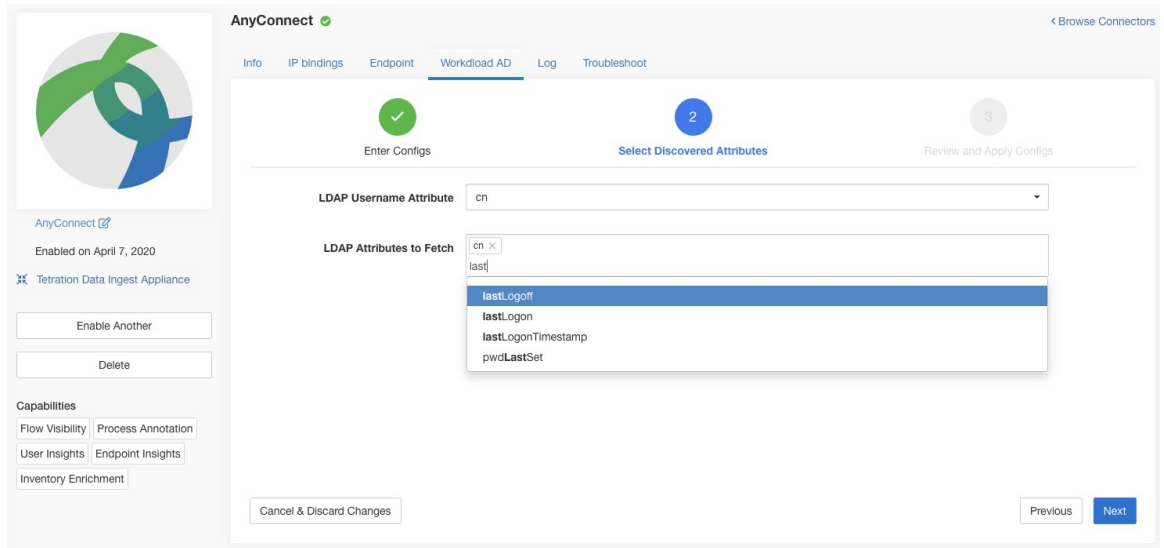 AnyConnect
< Browse Connectors
Info IP bindings Endpoint Workdload AD Log Troubleshoot
2 3
Enter Configs Select Discovered Attributes Review and Apply Configs
LDAP Username Attribute cn
LDAP Attributes to Fetch cn ×
last
lastLogoff
lastLogon
lastLogonTimestamp
pwdLastSet
AnyConnect
Enabled on April 7, 2020
Tetration Data Ingest Appliance
Enable Another
Delete
Capabilities
Flow Visibility Process Annotation
User Insights Endpoint Insights
Inventory Enrichment
Cancel & Discard Changes Previous Next